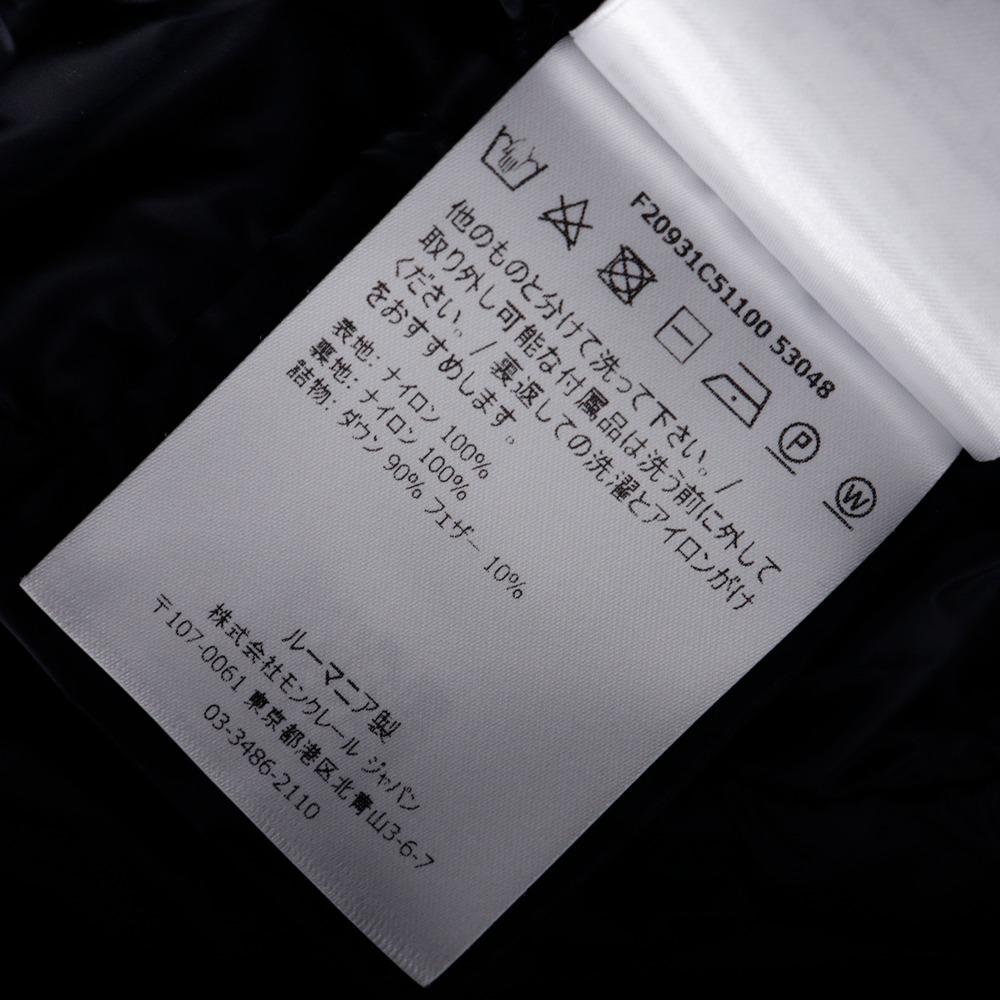 F20931C51100 53048
P
W
他のものと分けて洗って下さい。/
取り外し可能な付属品は洗う前に外して
ください。/ 裏返しての洗濯とアイロンがけ
をおすすめします。
表地: ナイロン 100%
裏地: ナイロン 100%
詰物: ダウン 90% フェザー 10%
ルーマニア製
株式会社モンクレール ジャパン
〒107-0061 東京都港区北青山3-6-7
03-3486-2110